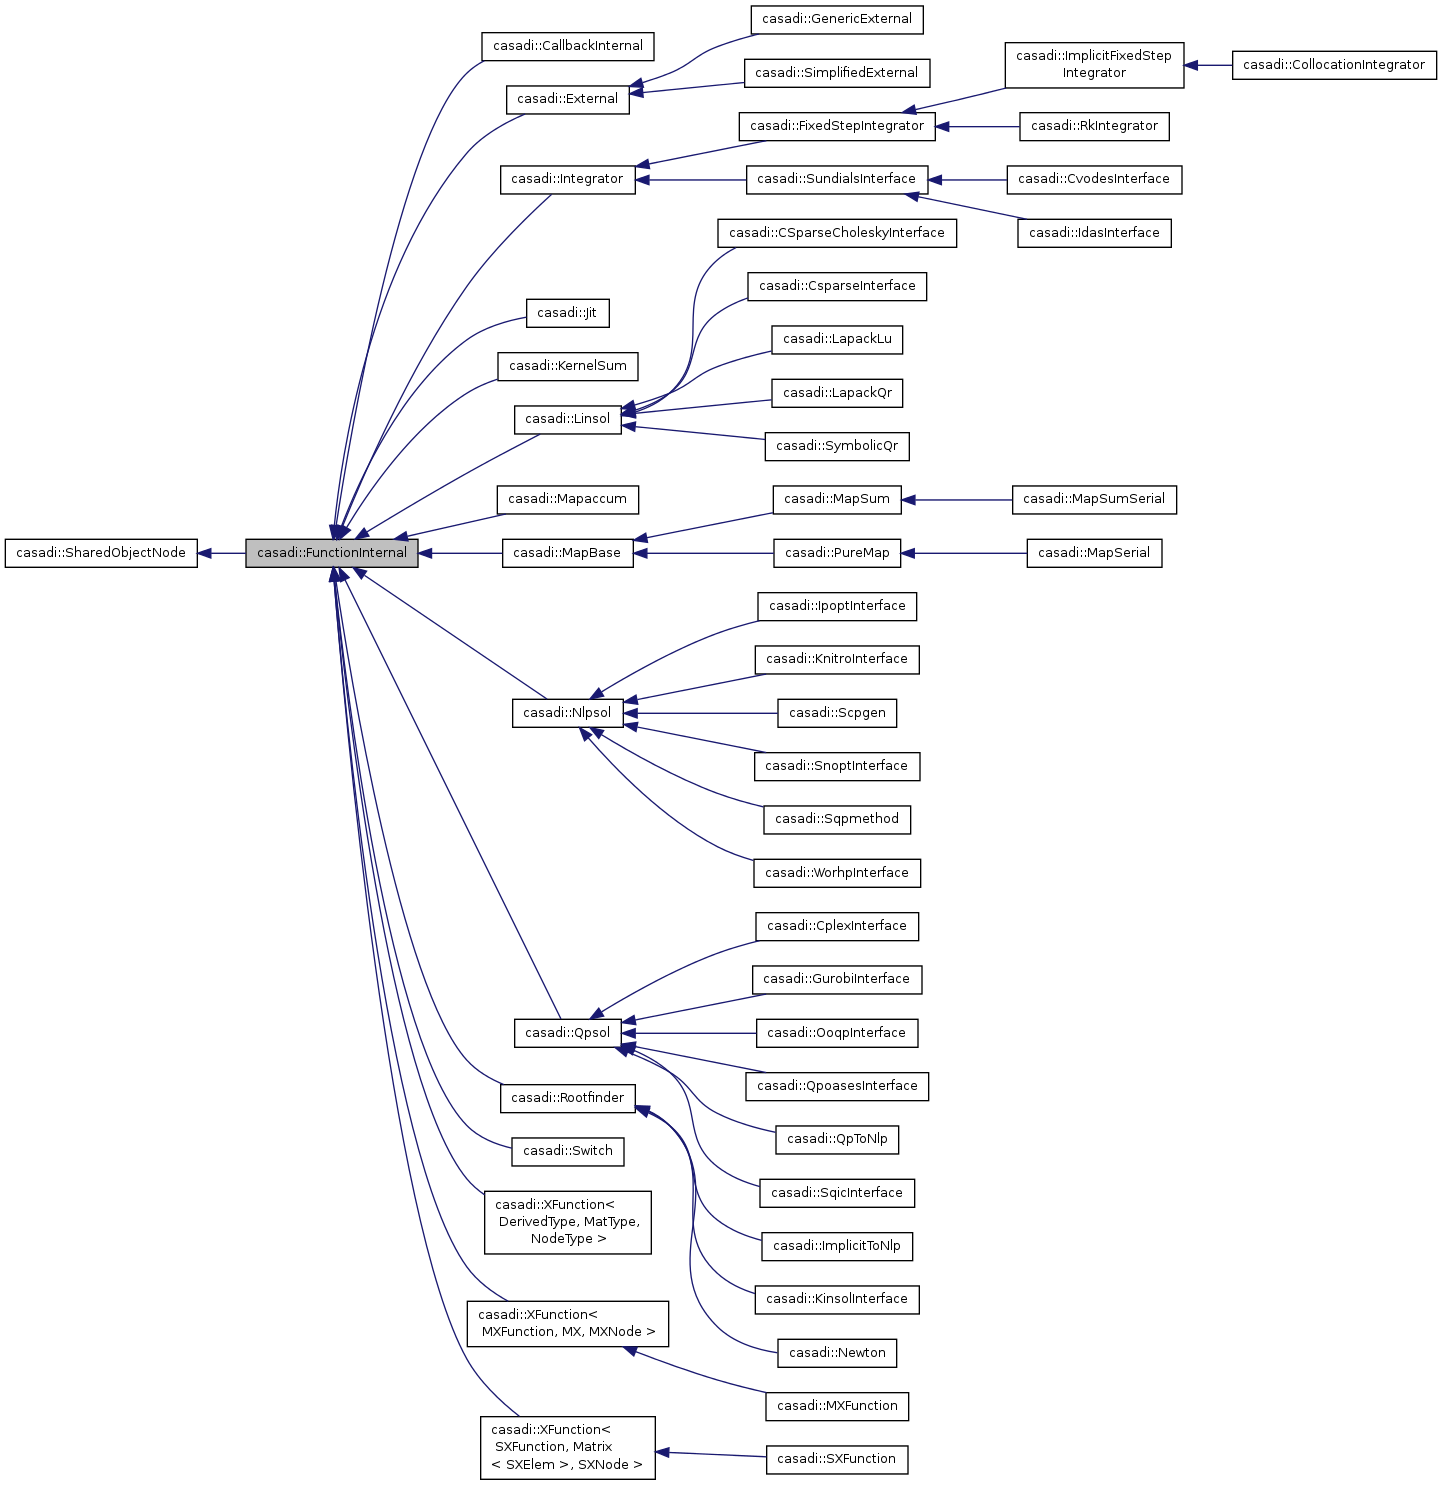 casadi::GenericExternal
casadi::CallbackInternal
casadi::ImplicitFixedStep
Integrator
casadi::CollocationIntegrator
casadi::SimplifiedExternal
casadi::External
casadi::FixedStepIntegrator
casadi::RkIntegrator
casadi::Integrator
casadi::SundialsInterface
casadi::CvodesInterface
casadi::CSparseCholeskyInterface
casadi::IdasInterface
casadi::CsparseInterface
casadi::Jit
casadi::LapackLu
casadi::KernelSum
casadi::LapackQr
casadi::Linsol
casadi::SymbolicQr
casadi::Mapaccum
casadi::MapSum
casadi::MapSumSerial
casadi::SharedObjectNode
casadi::FunctionInternal
casadi::MapBase
casadi::PureMap
casadi::MapSerial
casadi::IpoptInterface
casadi::KnitroInterface
casadi::Nlpsol
casadi::Scpgen
casadi::SnoptInterface
casadi::Sqpmethod
casadi::WorhpInterface
casadi::CplexInterface
casadi::GurobiInterface
casadi::Qpsol
casadi::OoqpInterface
casadi::QpoasesInterface
casadi::Rootfinder
casadi::QpToNlp
casadi::Switch
casadi::SqicInterface
casadi::XFunction<
DerivedType, MatType,
NodeType >
casadi::ImplicitToNlp
casadi::KinsolInterface
casadi::XFunction<
MXFunction, MX, MXNode >
casadi::Newton
casadi::MXFunction
casadi::XFunction<
SXFunction, Matrix
< SXElem >, SXNode >
casadi::SXFunction